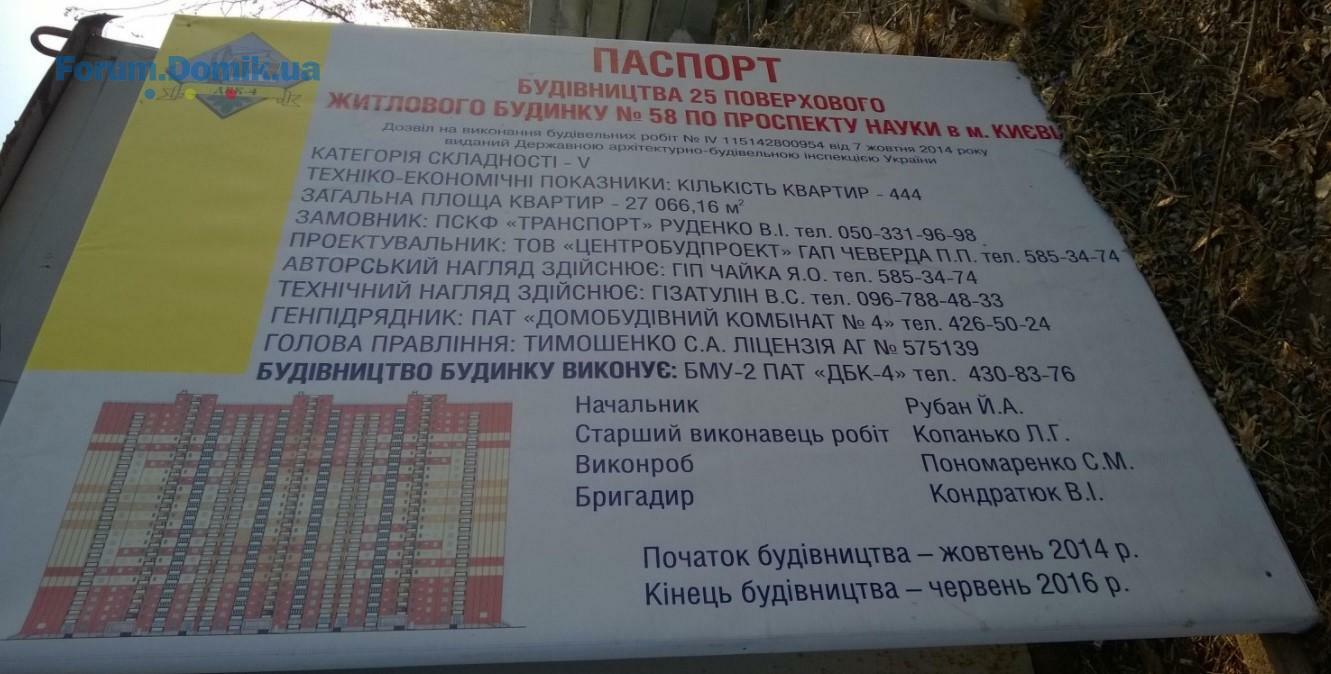 Forum.Domik.ua
ДБК-4
ПАСПОРТ
БУДІВНИЦТВА 25 ПОВЕРХОВОГО
ЖИТЛОВОГО БУДИНКУ № 58 ПО ПРОСПЕКТУ НАУКИ в м. КИЄВІ
Дозвіл на виконання будівельних робіт № IV 115142800954 від 7 жовтня 2014 року
виданий Державною архітектурно-будівельною інспекцією України
КАТЕГОРІЯ СКЛАДНОСТІ - V
ТЕХНІКО-ЕКОНОМІЧНІ ПОКАЗНИКИ: КІЛЬКІСТЬ КВАРТИР - 444
ЗАГАЛЬНА ПЛОЩА КВАРТИР - 27 066,16 м²
ЗАМОВНИК: ПСКФ «ТРАНСПОРТ» РУДЕНКО В.І. тел. 050-331-96-98
ПРОЕКТУВАЛЬНИК: ТОВ «ЦЕНТРОБУДПРОЕКТ» ГАП ЧЕВЕРДА П.П. тел. 585-34-74
АВТОРСЬКИЙ НАГЛЯД ЗДІЙСНЮЄ: ГІП ЧАЙКА Я.О. тел. 585-34-74
ТЕХНІЧНИЙ НАГЛЯД ЗДІЙСНЮЄ: ГІЗАТУЛІН В.С. тел. 096-788-48-33
ГЕНПІДРЯДНИК: ПАТ «ДОМОБУДІВНИЙ КОМБІНАТ № 4» тел. 426-50-24
ГОЛОВА ПРАВЛІННЯ: ТИМОШЕНКО С.А. ЛІЦЕНЗІЯ АГ № 575139
БУДІВНИЦТВО БУДИНКУ ВИКОНУЄ: БМУ-2 ПАТ «ДБК-4» тел. 430-83-76
Начальник Рубан Й.А.
Старший виконавець робіт Копанько Л.Г.
Виконроб Пономаренко С.М.
Бригадир Кондратюк В.І.
Початок будівництва – жовтень 2014 р.
Кінець будівництва – червень 2016 р.